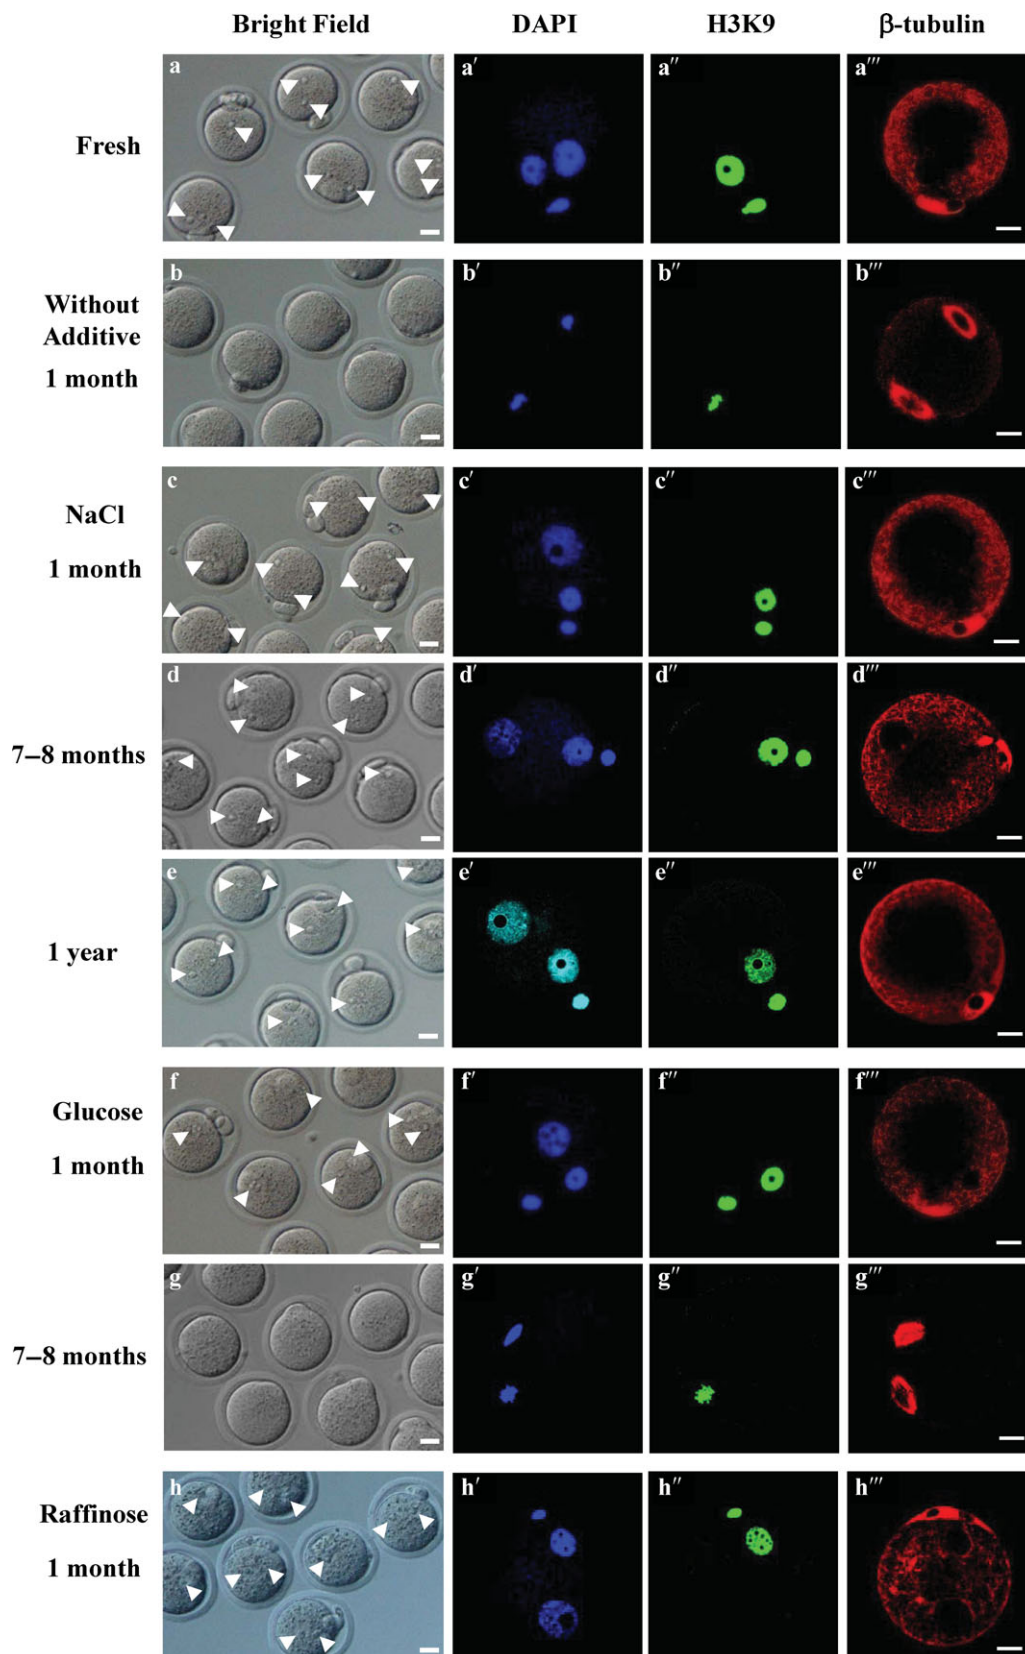 Bright Field DAPI H3K9 β-tubulin
Fresh
a a′ a″ a‴
Without
Additive
1 month
b b′ b″ b‴
NaCl
1 month
c c′ c″ c‴
7–8 months
d d′ d″ d‴
1 year
e e′ e″ e‴
Glucose
1 month
f f′ f″ f‴
7–8 months
g g′ g″ g‴
Raffinose
1 month
h h′ h″ h‴